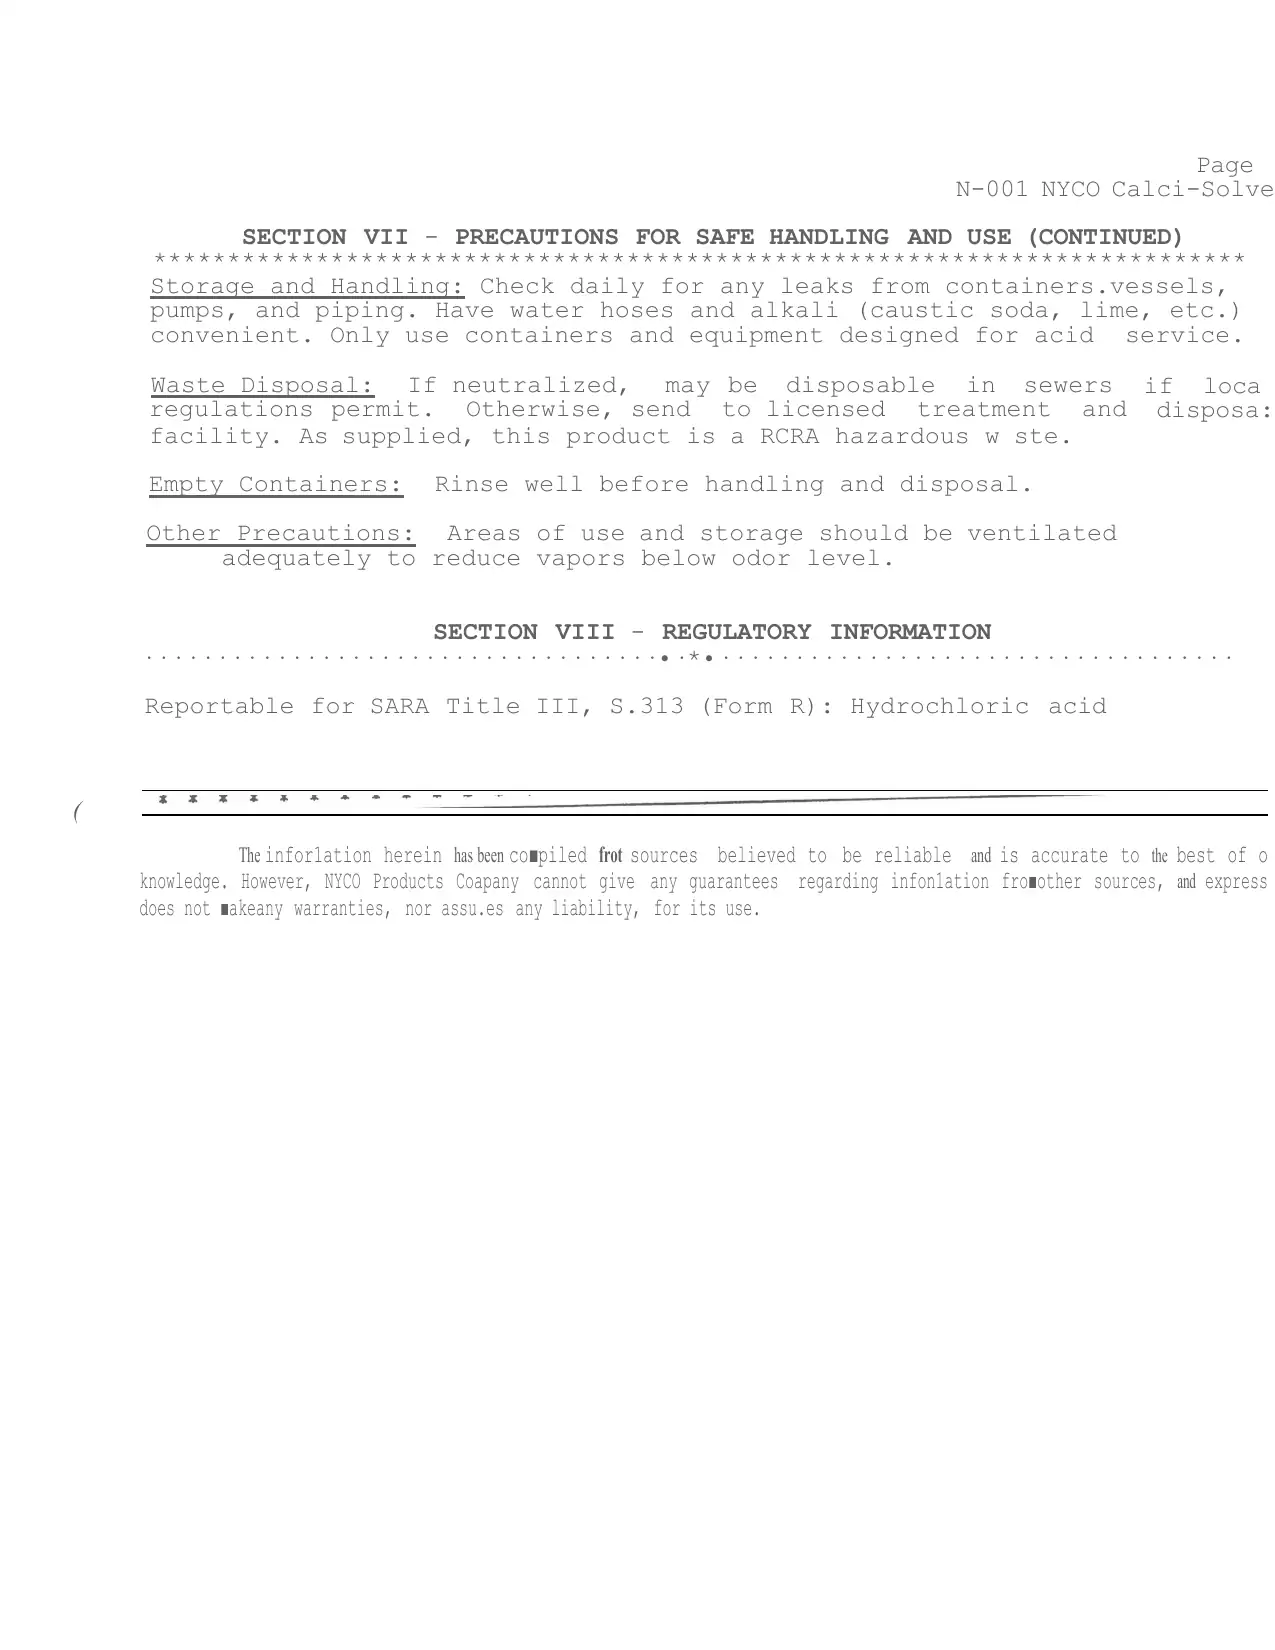 Page
N-001 NYCO Calci-Solve
SECTION VII - PRECAUTIONS FOR SAFE HANDLING AND USE (CONTINUED)
**************************************************************************
Storage and Handling: Check daily for any leaks from containers.vessels,
pumps, and piping. Have water hoses and alkali (caustic soda, lime, etc.)
convenient. Only use containers and equipment designed for acid service.
Waste Disposal: If neutralized, may be disposable in sewers if loca
regulations permit. Otherwise, send to licensed treatment and disposa:
facility. As supplied, this product is a RCRA hazardous w ste.
Empty Containers: Rinse well before handling and disposal.
Other Precautions: Areas of use and storage should be ventilated
adequately to reduce vapors below odor level.
SECTION VIII - REGULATORY INFORMATION
...................................•.*•...................................
Reportable for SARA Title III, S.313 (Form R): Hydrochloric acid
(
The infor1ation herein has been co∎piled frot sources believed to be reliable and is accurate to the best of o
knowledge. However, NYCO Products Coapany cannot give any guarantees regarding infon1ation fro∎other sources, and express
does not ∎akeany warranties, nor assu.es any liability, for its use.